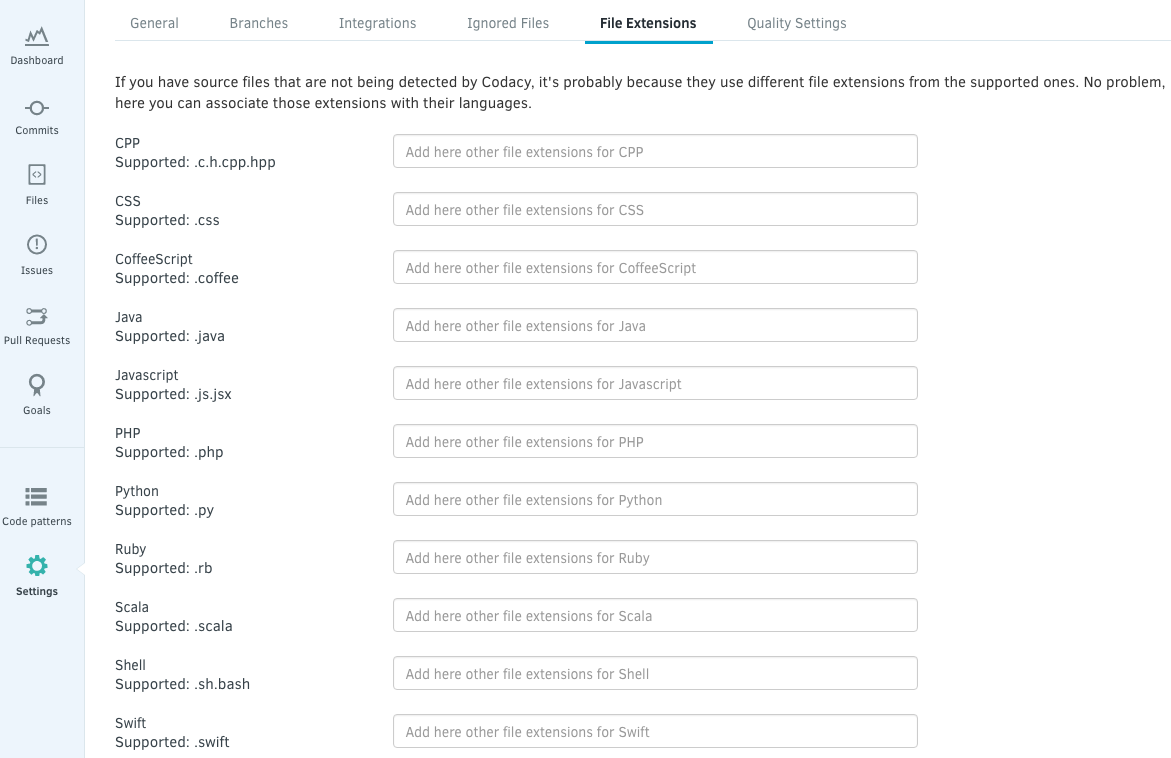 General Branches Integrations Ignored Files File Extensions Quality Settings
Dashboard
Commits
Files
Issues
Pull Requests
Goals
Code patterns
Settings
If you have source files that are not being detected by Codacy, it's probably because they use different file extensions from the supported ones. No problem,
here you can associate those extensions with their languages.
CPP
Supported: .c.h.cpp.hpp
Add here other file extensions for CPP
CSS
Supported: .css
Add here other file extensions for CSS
CoffeeScript
Supported: .coffee
Add here other file extensions for CoffeeScript
Java
Supported: .java
Add here other file extensions for Java
Javascript
Supported: .js.jsx
Add here other file extensions for Javascript
PHP
Supported: .php
Add here other file extensions for PHP
Python
Supported: .py
Add here other file extensions for Python
Ruby
Supported: .rb
Add here other file extensions for Ruby
Scala
Supported: .scala
Add here other file extensions for Scala
Shell
Supported: .sh.bash
Add here other file extensions for Shell
Swift
Supported: .swift
Add here other file extensions for Swift